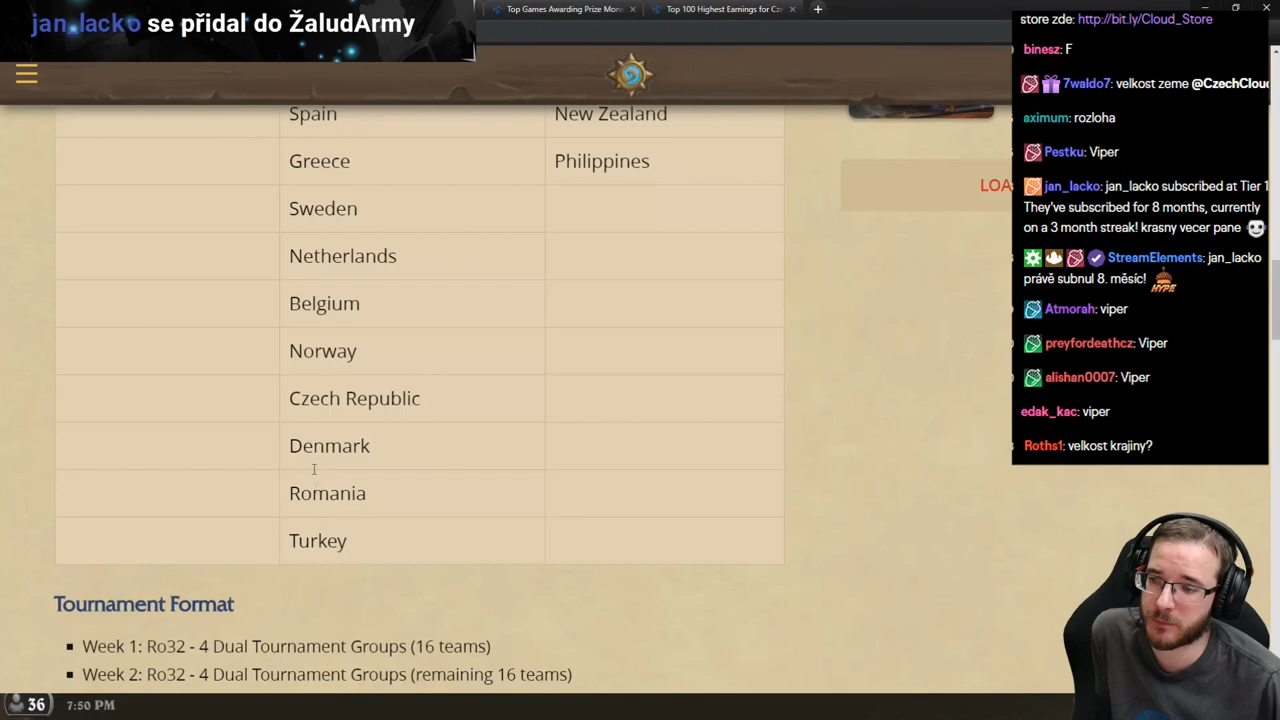 jan_lacko se přidal do ŽaludArmy
Top Games Awarding Prize Mon
Top 100 Highest Earnings for Cz
Spain
New Zealand
Greece
Philippines
Sweden
Netherlands
Belgium
Norway
Czech Republic
Denmark
Romania
Turkey
LOA
Tournament Format
Week 1: Ro32 - 4 Dual Tournament Groups (16 teams)
Week 2: Ro32 - 4 Dual Tournament Groups (remaining 16 teams)
36
7:50 PM
store zde: http://bit.ly/Cloud_Store
binesz: F
7waldo7: velkost zeme @CzechClou
aximum: rozloha
Pestku: Viper
jan_lacko: jan_lacko subscribed at Tier 1
They've subscribed for 8 months, currently
on a 3 month streak! krasny vecer pane
StreamElements: jan_lacko
právě subnul 8. měsíc! HYPE
Atmorah: viper
preyfordeathcz: Viper
alishan0007: Viper
edak_kac: viper
Roths1: velkost krajiny?